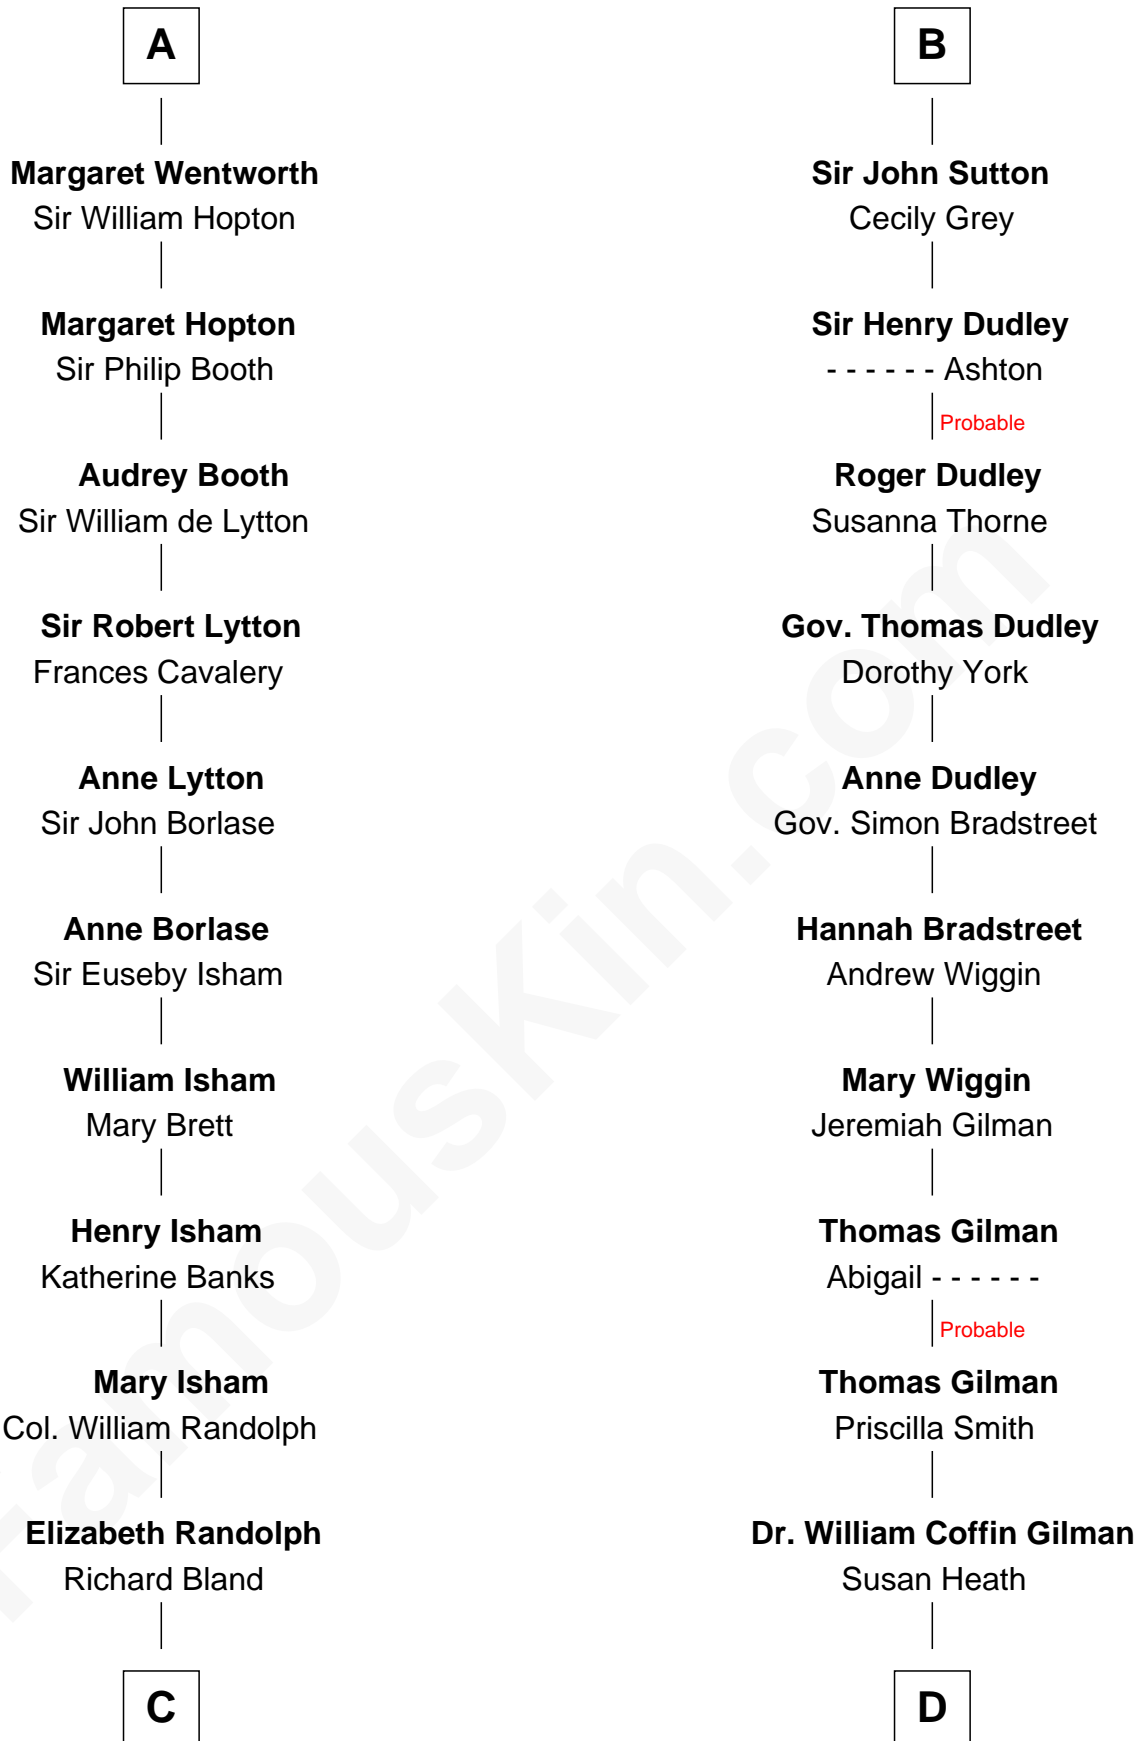 A
Margaret Wentworth
Sir William Hopton
Margaret Hopton
Sir Philip Booth
Audrey Booth
Sir William de Lytton
Sir Robert Lytton
Frances Cavalery
Anne Lytton
Sir John Borlase
Anne Borlase
Sir Euseby Isham
William Isham
Mary Brett
Henry Isham
Katherine Banks
Mary Isham
Col. William Randolph
Elizabeth Randolph
Richard Bland
C
B
Sir John Sutton
Cecily Grey
Sir Henry Dudley
- - - - - - Ashton
Probable
Roger Dudley
Susanna Thorne
Gov. Thomas Dudley
Dorothy York
Anne Dudley
Gov. Simon Bradstreet
Hannah Bradstreet
Andrew Wiggin
Mary Wiggin
Jeremiah Gilman
Thomas Gilman
Abigail - - - - - -
Probable
Thomas Gilman
Priscilla Smith
Dr. William Coffin Gilman
Susan Heath
D
FamousKin.com